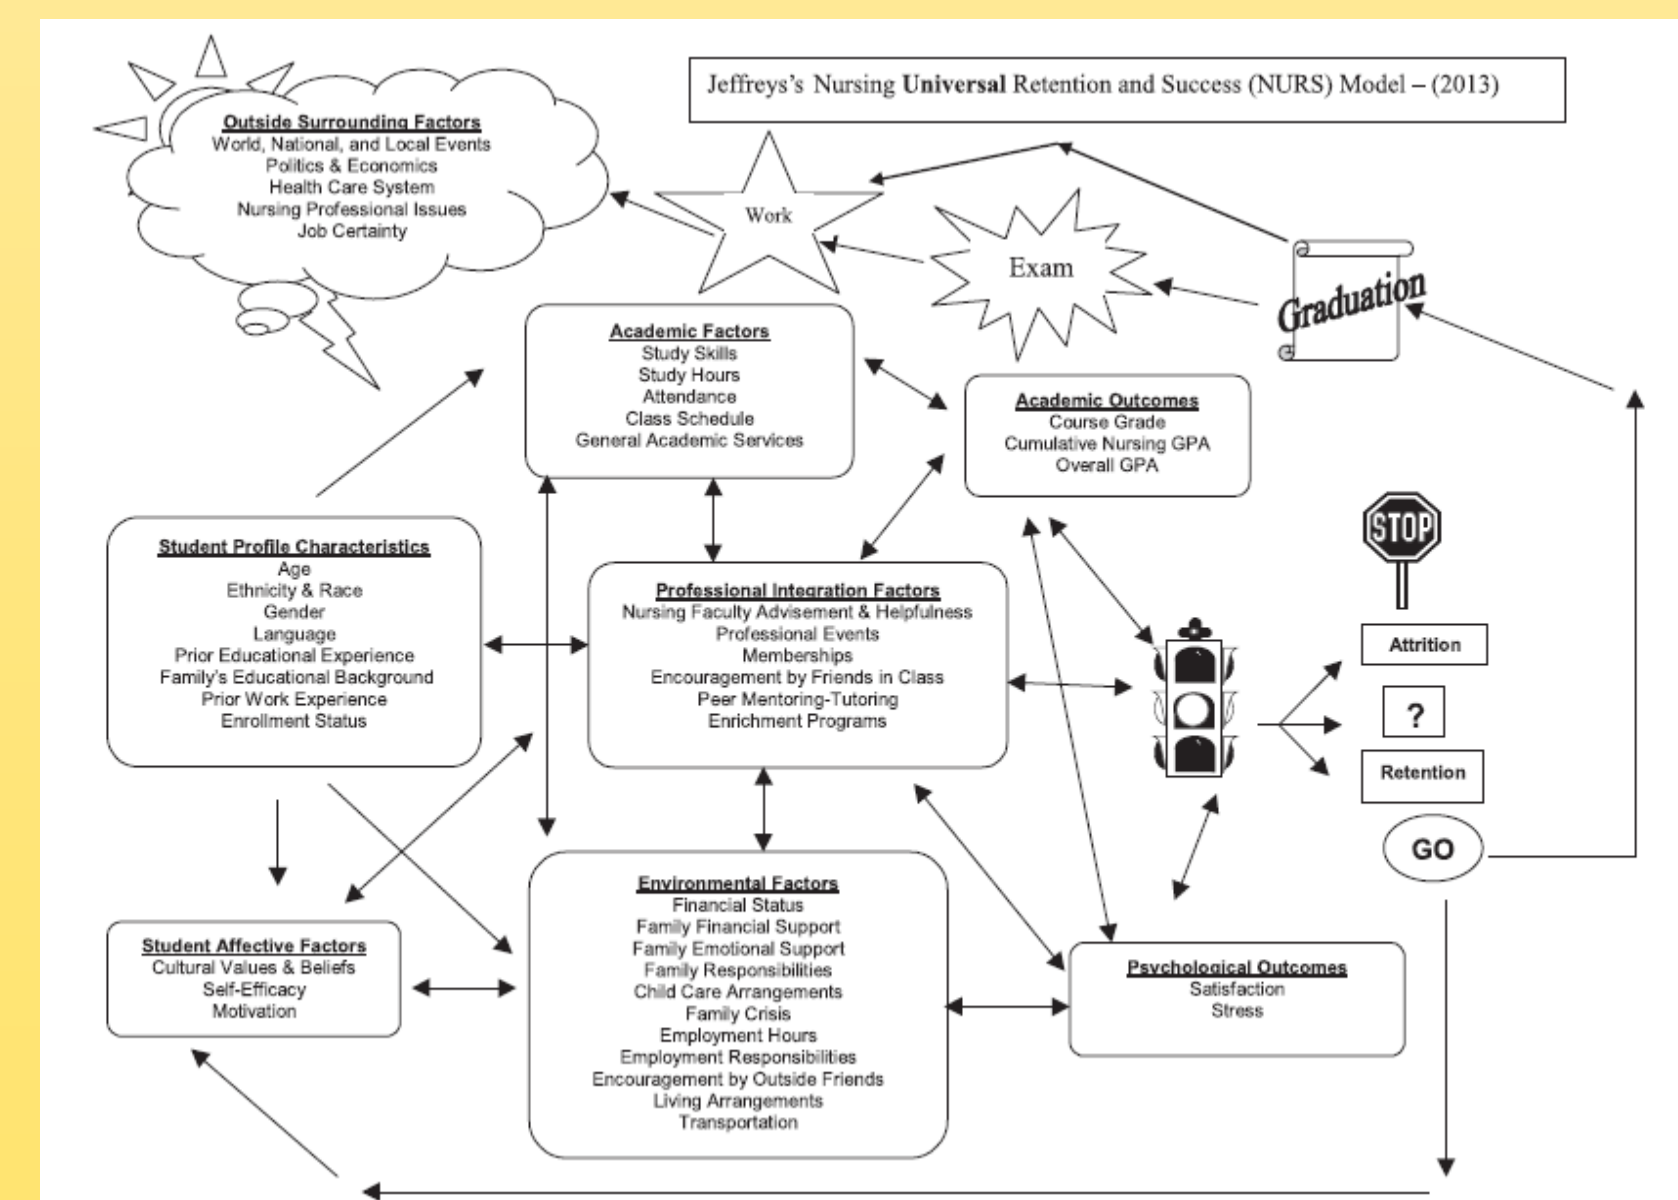 Jeffreys's Nursing Universal Retention and Success (NURS) Model – (2013)
Outside Surrounding Factors
World, National, and Local Events
Politics & Economics
Health Care System
Nursing Professional Issues
Job Certainty
Work
Exam
Graduation
Academic Factors
Study Skills
Study Hours
Attendance
Class Schedule
General Academic Services
Academic Outcomes
Course Grade
Cumulative Nursing GPA
Overall GPA
Student Profile Characteristics
Age
Ethnicity & Race
Gender
Language
Prior Educational Experience
Family's Educational Background
Prior Work Experience
Enrollment Status
Professional Integration Factors
Nursing Faculty Advisement & Helpfulness
Professional Events
Memberships
Encouragement by Friends in Class
Peer Mentoring-Tutoring
Enrichment Programs
STOP
Attrition
?
Retention
GO
Student Affective Factors
Cultural Values & Beliefs
Self-Efficacy
Motivation
Environmental Factors
Financial Status
Family Financial Support
Family Emotional Support
Family Responsibilities
Child Care Arrangements
Family Crisis
Employment Hours
Employment Responsibilities
Encouragement by Outside Friends
Living Arrangements
Transportation
Psychological Outcomes
Satisfaction
Stress